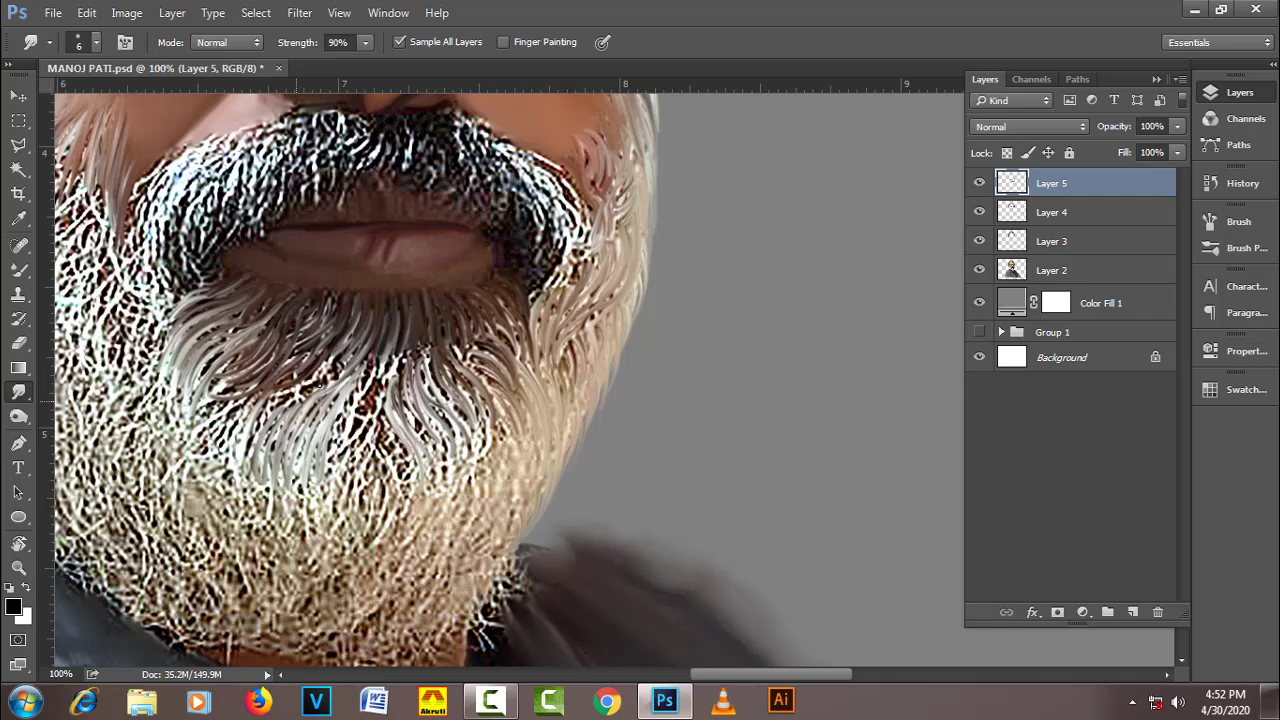 Ps File Edit Image Layer Type Select Filter View Window Help
6 Mode: Normal Strength: 90% Sample All Layers Finger Painting Essentials
MANOJ PATI.psd @ 100% (Layer 5, RGB/8) * ×
6 7 8 9
4
5
Layers Channels Paths
Kind
Normal Opacity: 100%
Lock: Fill: 100%
Layer 5
Layer 4
Layer 3
Layer 2
Color Fill 1
Group 1
Background
fx.
Layers
Channels
Paths
History
Brush
Brush P...
Charact...
Paragra...
Propert...
Swatch...
100% Doc: 35.2M/149.9M
V W Akruti C C Ps Ai
4:52 PM
4/30/2020